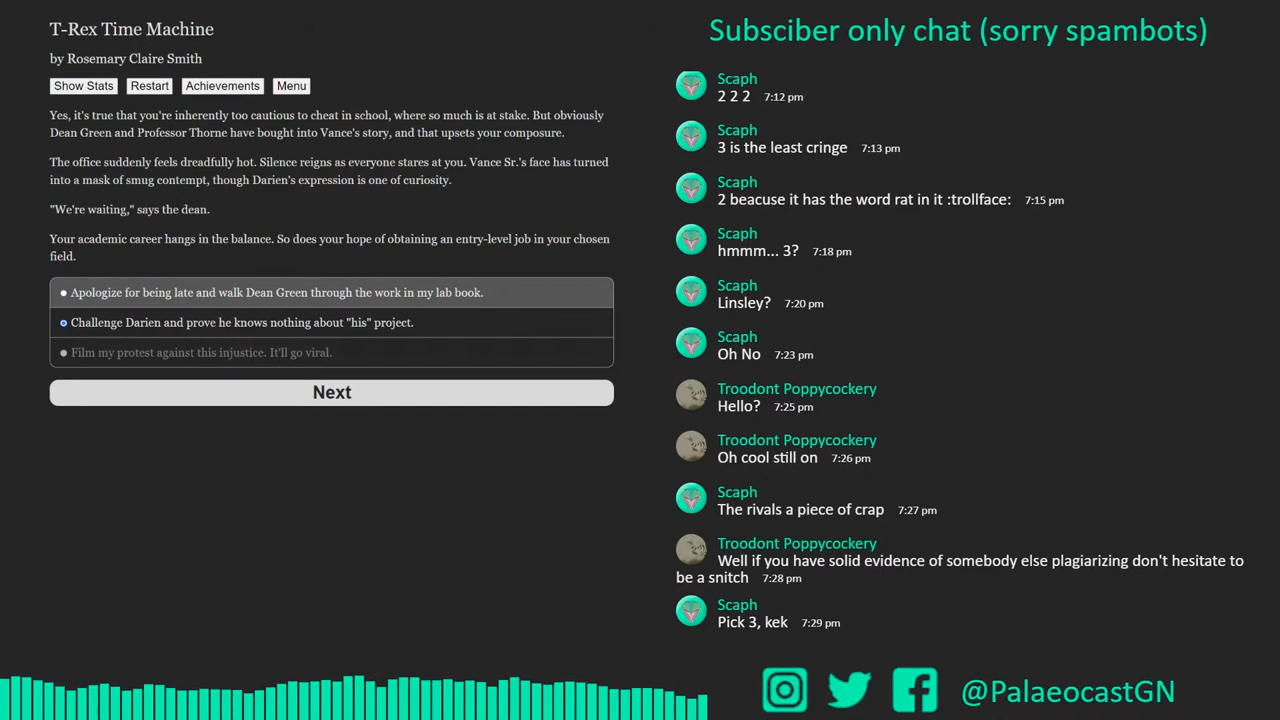 T-Rex Time Machine
by Rosemary Claire Smith
Show Stats Restart Achievements Menu
Yes, it's true that you're inherently too cautious to cheat in school, where so much is at stake. But obviously
Dean Green and Professor Thorne have bought into Vance's story, and that upsets your composure.
The office suddenly feels dreadfully hot. Silence reigns as everyone stares at you. Vance Sr.'s face has turned
into a mask of smug contempt, though Darien's expression is one of curiosity.
"We're waiting," says the dean.
Your academic career hangs in the balance. So does your hope of obtaining an entry-level job in your chosen
field.
Apologize for being late and walk Dean Green through the work in my lab book.
Challenge Darien and prove he knows nothing about "his" project.
Film my protest against this injustice. It'll go viral.
Next
Subsciber only chat (sorry spambots)
Scaph
2 2 2 7:12 pm
Scaph
3 is the least cringe 7:13 pm
Scaph
2 beacuse it has the word rat in it :trollface: 7:15 pm
Scaph
hmmm... 3? 7:18 pm
Scaph
Linsley? 7:20 pm
Scaph
Oh No 7:23 pm
Troodont Poppycockery
Hello? 7:25 pm
Troodont Poppycockery
Oh cool still on 7:26 pm
Scaph
The rivals a piece of crap 7:27 pm
Troodont Poppycockery
Well if you have solid evidence of somebody else plagiarizing don't hesitate to
be a snitch 7:28 pm
Scaph
Pick 3, kek 7:29 pm
@PalaeocastGN